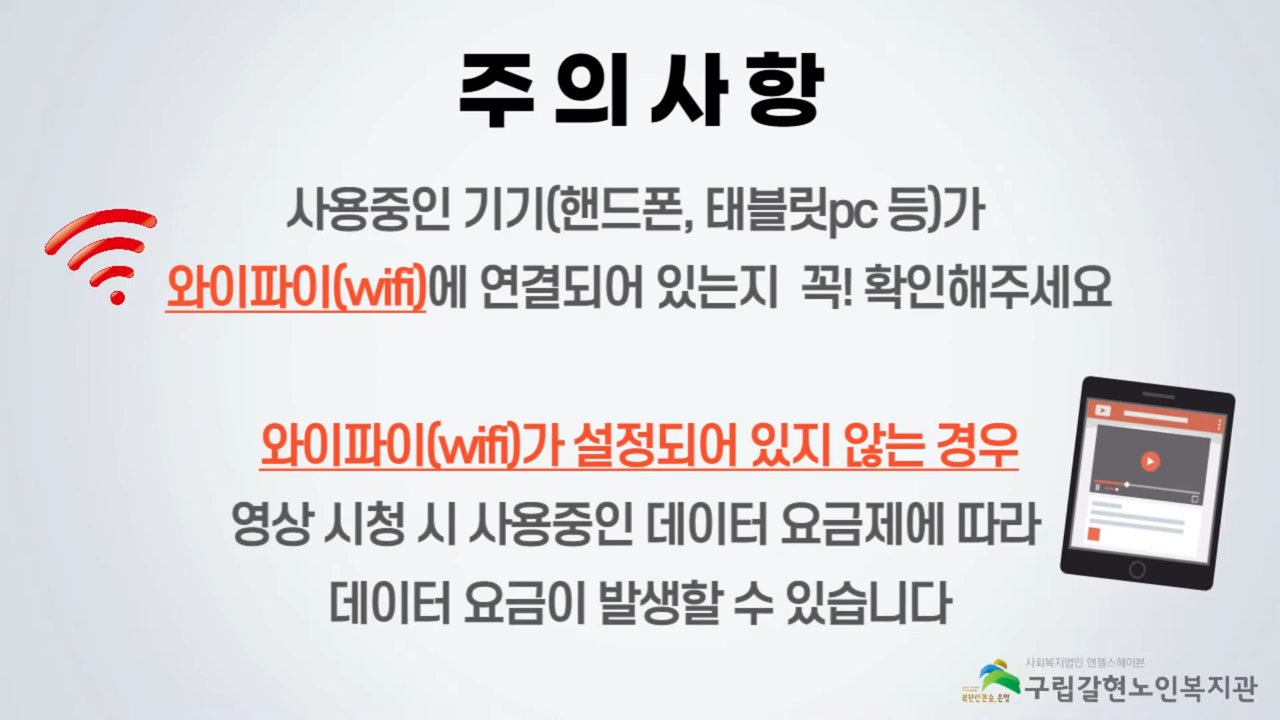 주의사항
사용중인 기기(핸드폰, 태블릿pc 등)가
와이파이(wifi)에 연결되어 있는지 꼭! 확인해주세요
와이파이(wifi)가 설정되어 있지 않는 경우
영상 시청 시 사용중인 데이터 요금제에 따라
데이터 요금이 발생할 수 있습니다
사회복지법인 엔젤스헤이븐
구립갈현노인복지관